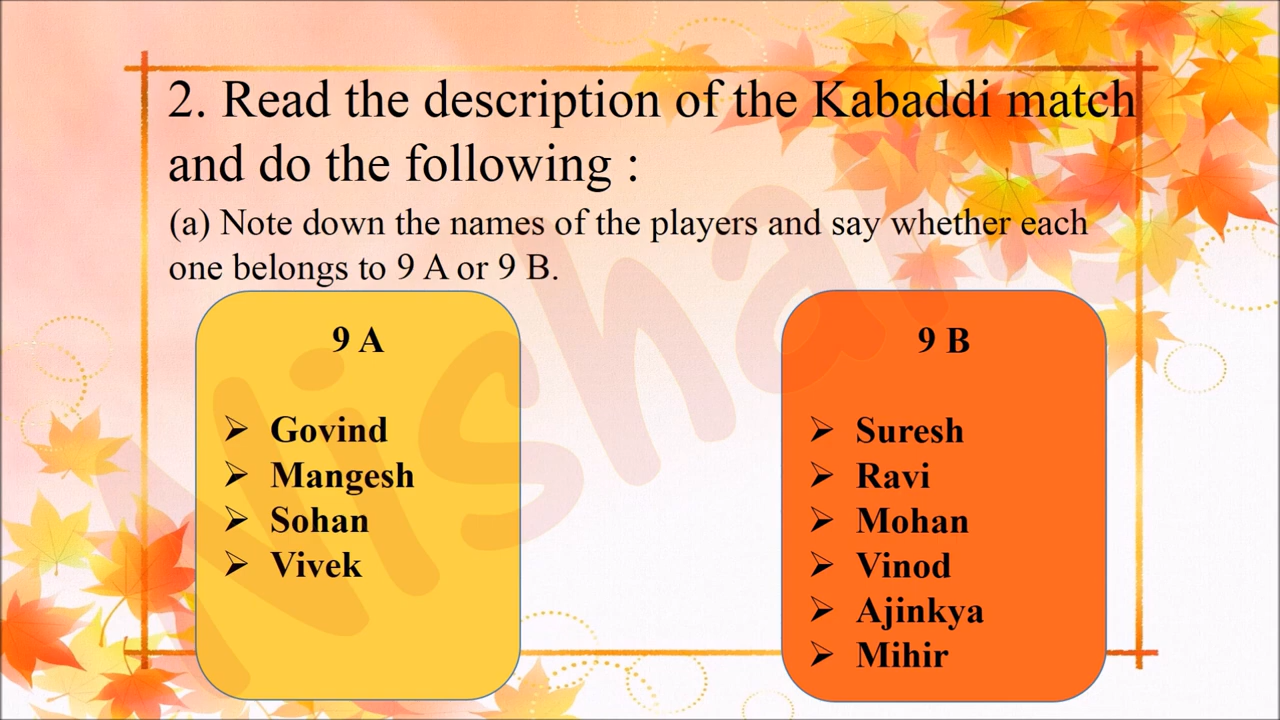 2. Read the description of the Kabaddi match
and do the following :
(a) Note down the names of the players and say whether each
one belongs to 9 A or 9 B.
9 A
➢ Govind
➢ Mangesh
➢ Sohan
➢ Vivek
9 B
➢ Suresh
➢ Ravi
➢ Mohan
➢ Vinod
➢ Ajinkya
➢ Mihir